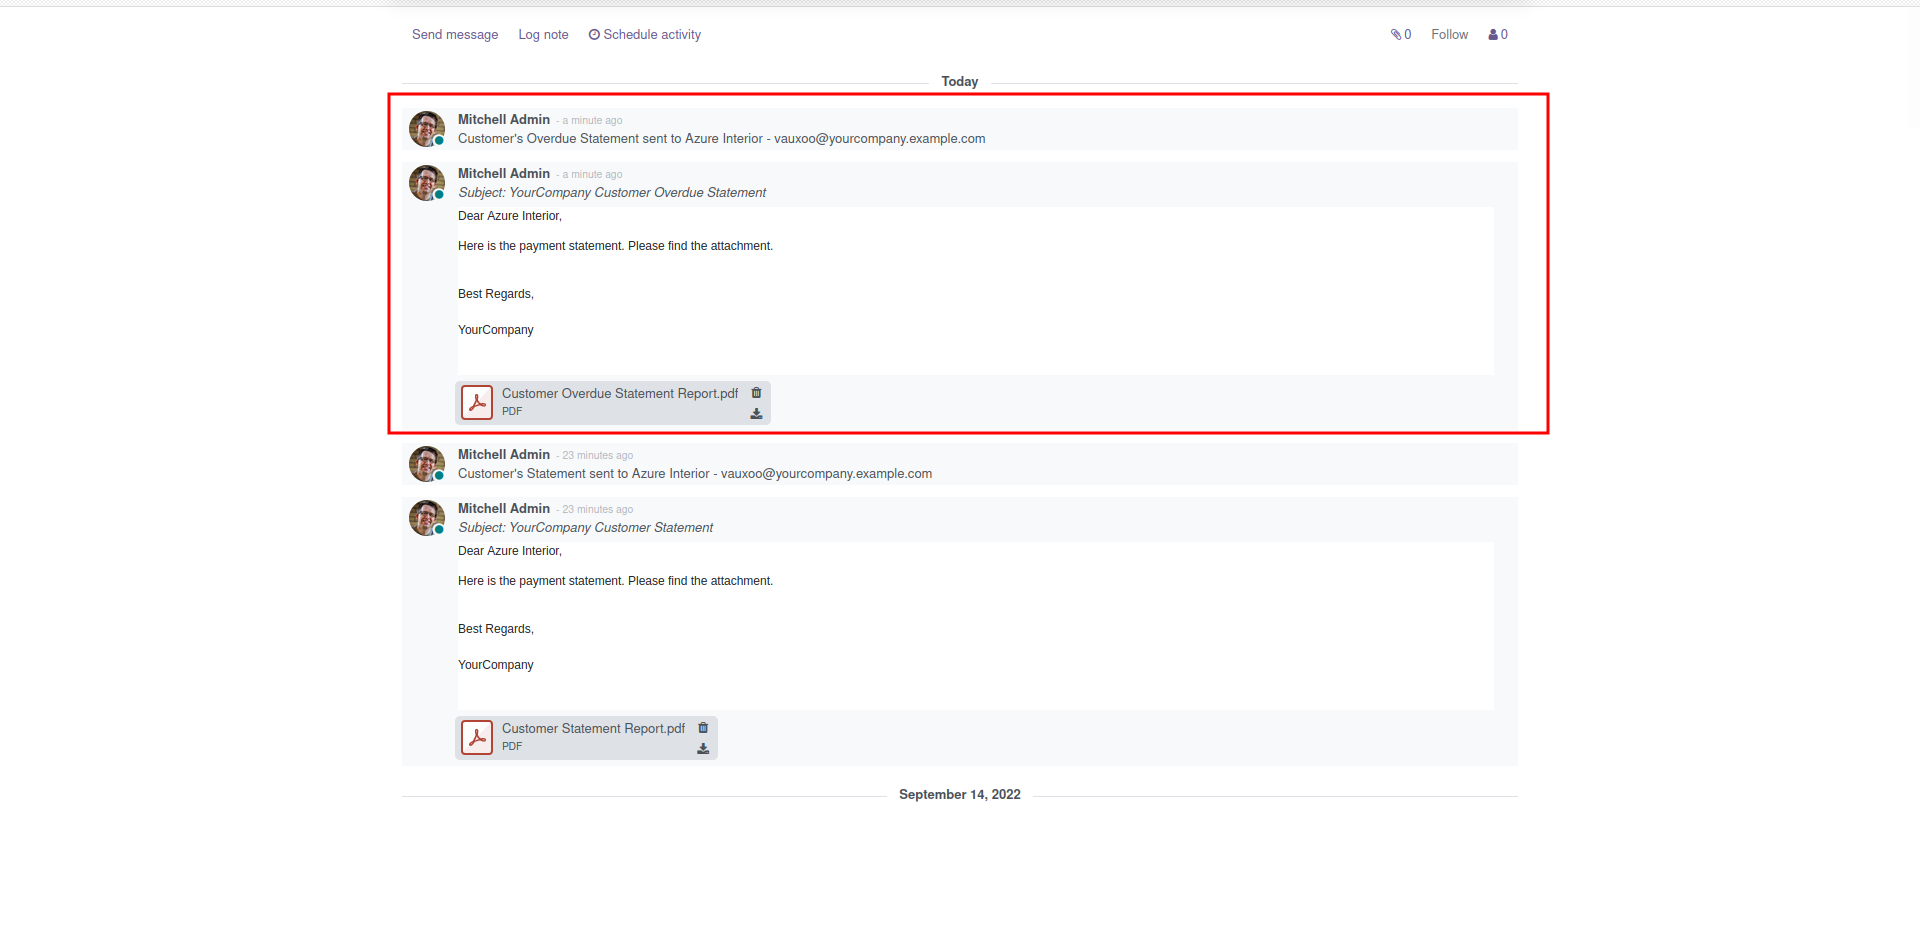 Send message Log note Schedule activity 0 Follow 0
Today
Mitchell Admin - a minute ago
Customer's Overdue Statement sent to Azure Interior - vauxoo@yourcompany.example.com
Mitchell Admin - a minute ago
Subject: YourCompany Customer Overdue Statement
Dear Azure Interior,
Here is the payment statement. Please find the attachment.
Best Regards,
YourCompany
Customer Overdue Statement Report.pdf
PDF
Mitchell Admin - 23 minutes ago
Customer's Statement sent to Azure Interior - vauxoo@yourcompany.example.com
Mitchell Admin - 23 minutes ago
Subject: YourCompany Customer Statement
Dear Azure Interior,
Here is the payment statement. Please find the attachment.
Best Regards,
YourCompany
Customer Statement Report.pdf
PDF
September 14, 2022